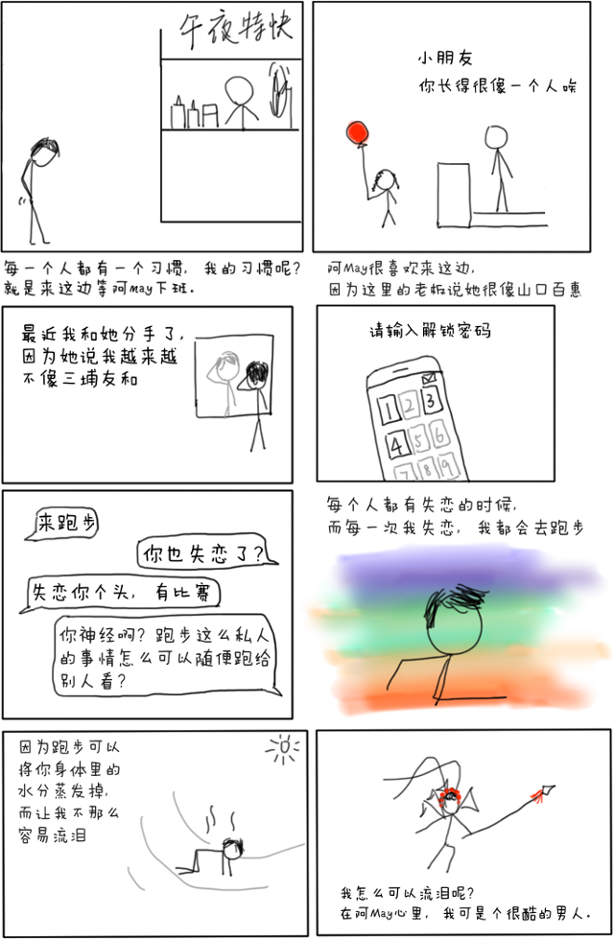 午夜特快
小朋友
你长得很像一个人唉
每一个人都有一个习惯，我的习惯呢？
就是来这边等阿May下班．
阿May很喜欢来这边，
因为这里的老板说她很像山口百惠
最近我和她分手了，
因为她说我越来越
不像三埔友和
请输入解锁密码
1 2 3
4 5 6
7 8 9
每个人都有失恋的时候，
而每一次我失恋，我都会去跑步
来跑步
你也失恋了？
失恋你个头，有比赛
你神经啊？跑步这么私人
的事情怎么可以随便跑给
别人看？
因为跑步可以
将你身体里的
水分蒸发掉，
而让我不那么
容易流泪
我怎么可以流泪呢？
在阿May心里，我可是个很酷的男人．